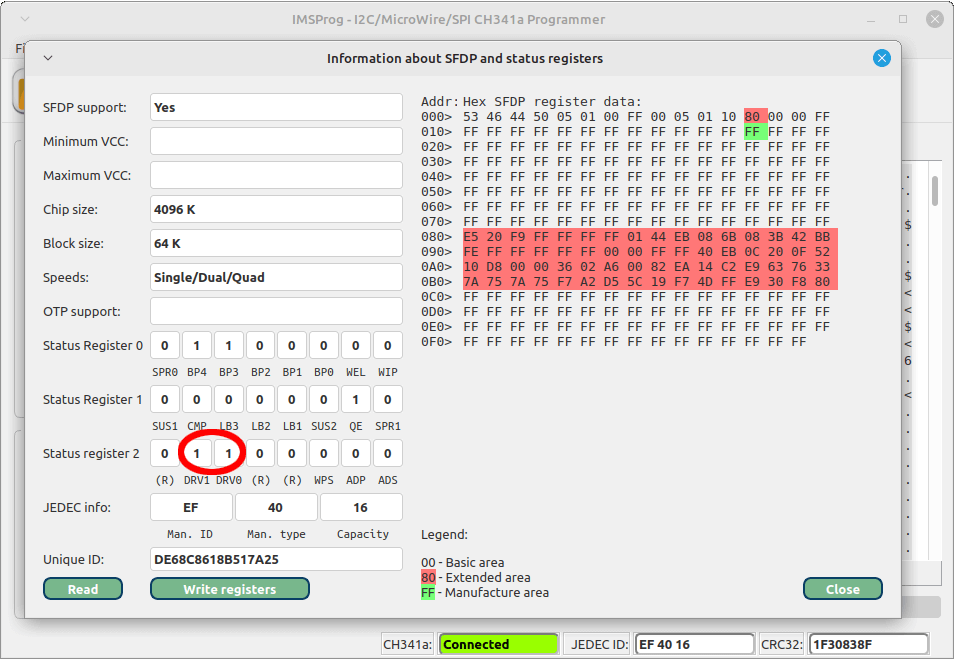 IMSProg - I2C/MicroWire/SPI CH341a Programmer
Fi
Information about SFDP and status registers
SFDP support: Yes
Minimum VCC:
Maximum VCC:
Chip size: 4096 K
Block size: 64 K
Speeds: Single/Dual/Quad
OTP support:
Status Register 0 0 1 1 0 0 0 0 0
SPR0 BP4 BP3 BP2 BP1 BP0 WEL WIP
Status Register 1 0 0 0 0 0 0 1 0
SUS1 CMP LB3 LB2 LB1 SUS2 QE SPR1
Status register 2 0 1 1 0 0 0 0 0
(R) DRV1 DRV0 (R) (R) WPS ADP ADS
JEDEC info: EF 40 16
Man. ID Man. type Capacity
Unique ID: DE68C8618B517A25
Read Write registers
Addr: Hex SFDP register data:
000> 53 46 44 50 05 01 00 FF 00 05 01 10 80 00 00 FF
010> FF FF FF FF FF FF FF FF FF FF FF FF FF FF FF FF
020> FF FF FF FF FF FF FF FF FF FF FF FF FF FF FF FF
030> FF FF FF FF FF FF FF FF FF FF FF FF FF FF FF FF
040> FF FF FF FF FF FF FF FF FF FF FF FF FF FF FF FF
050> FF FF FF FF FF FF FF FF FF FF FF FF FF FF FF FF
060> FF FF FF FF FF FF FF FF FF FF FF FF FF FF FF FF
070> FF FF FF FF FF FF FF FF FF FF FF FF FF FF FF FF
080> E5 20 F9 FF FF FF FF 01 44 EB 08 6B 08 3B 42 BB
090> FE FF FF FF FF FF 00 00 FF FF 40 EB 0C 20 0F 52
0A0> 10 D8 00 00 36 02 A6 00 82 EA 14 C2 E9 63 76 33
0B0> 7A 75 7A 75 F7 A2 D5 5C 19 F7 4D FF E9 30 F8 80
0C0> FF FF FF FF FF FF FF FF FF FF FF FF FF FF FF FF
0D0> FF FF FF FF FF FF FF FF FF FF FF FF FF FF FF FF
0E0> FF FF FF FF FF FF FF FF FF FF FF FF FF FF FF FF
0F0> FF FF FF FF FF FF FF FF FF FF FF FF FF FF FF
Legend:
00 - Basic area
80 - Extended area
FF - Manufacture area
Close
$
.
$
<
<
$
<
6
.
<
CH341a: Connected JEDEC ID: EF 40 16 CRC32: 1F30838F